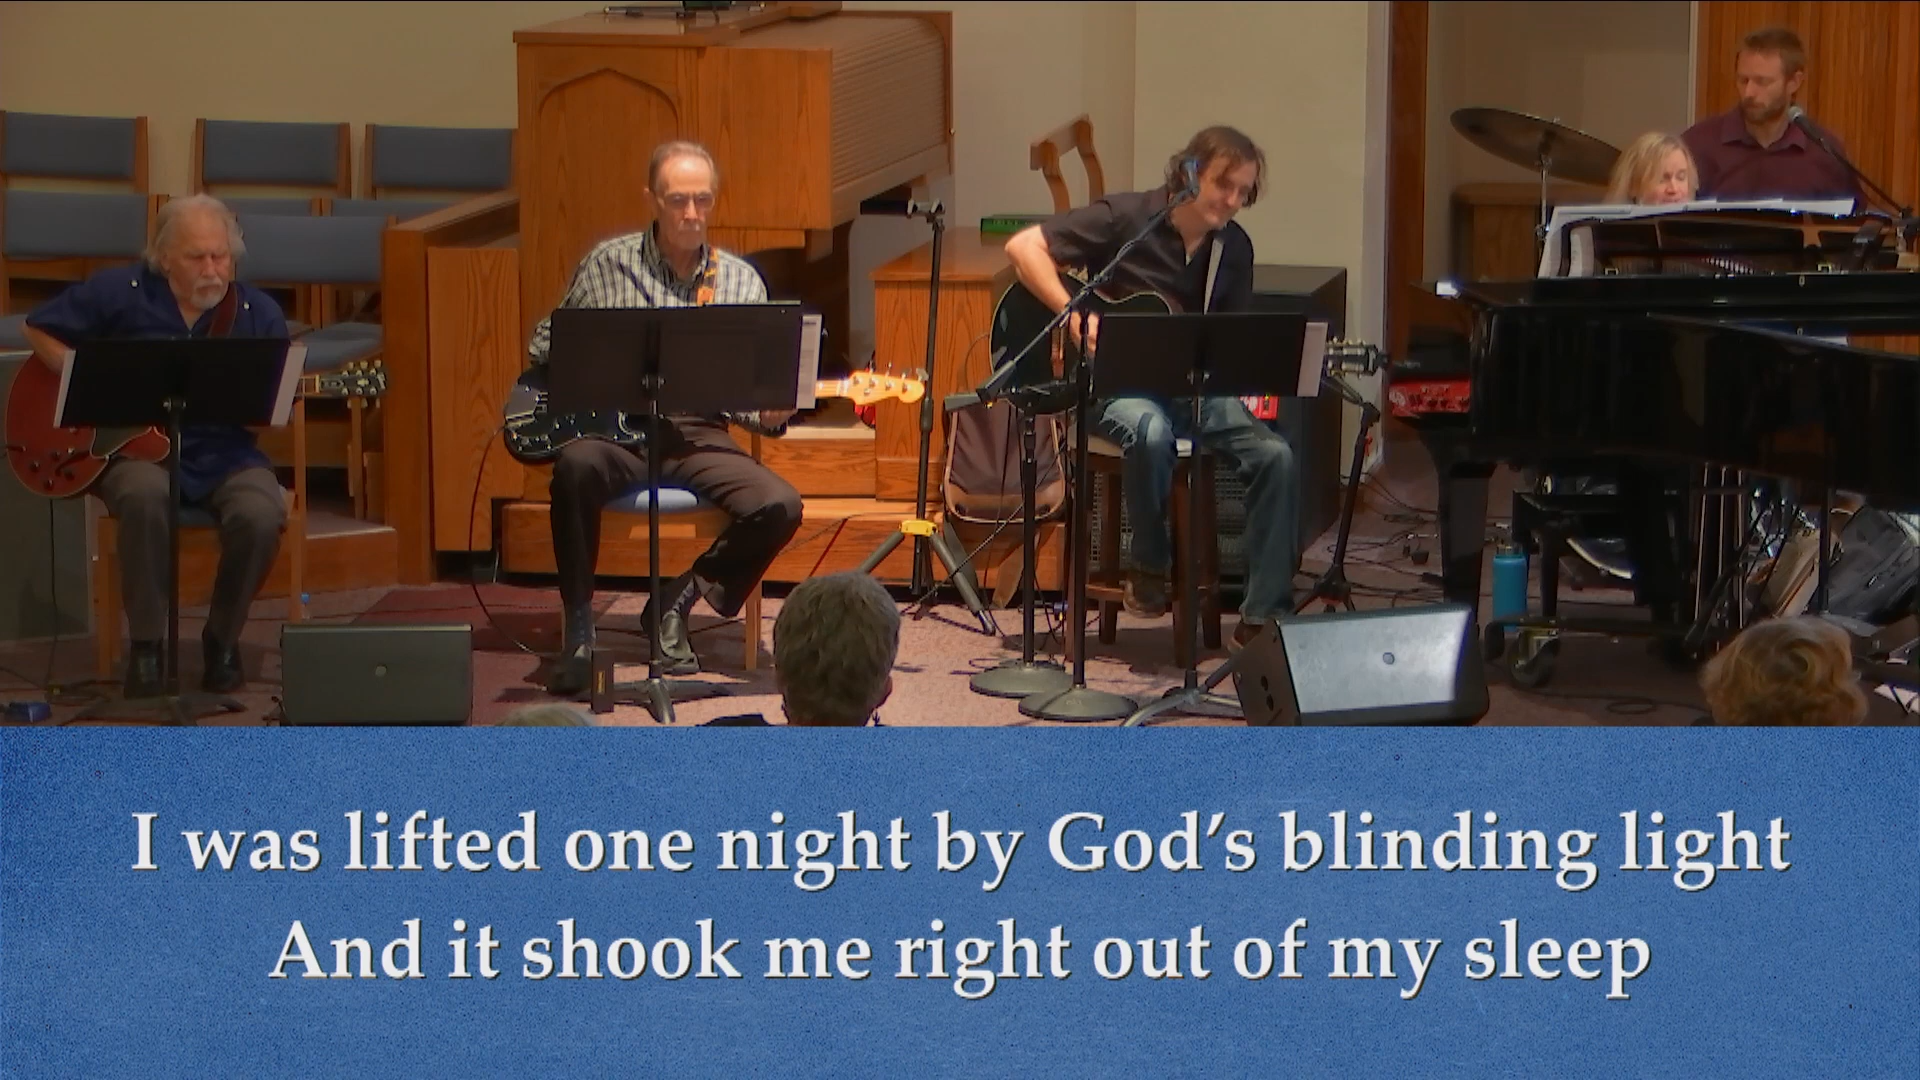 I was lifted one night by God’s blinding light
And it shook me right out of my sleep